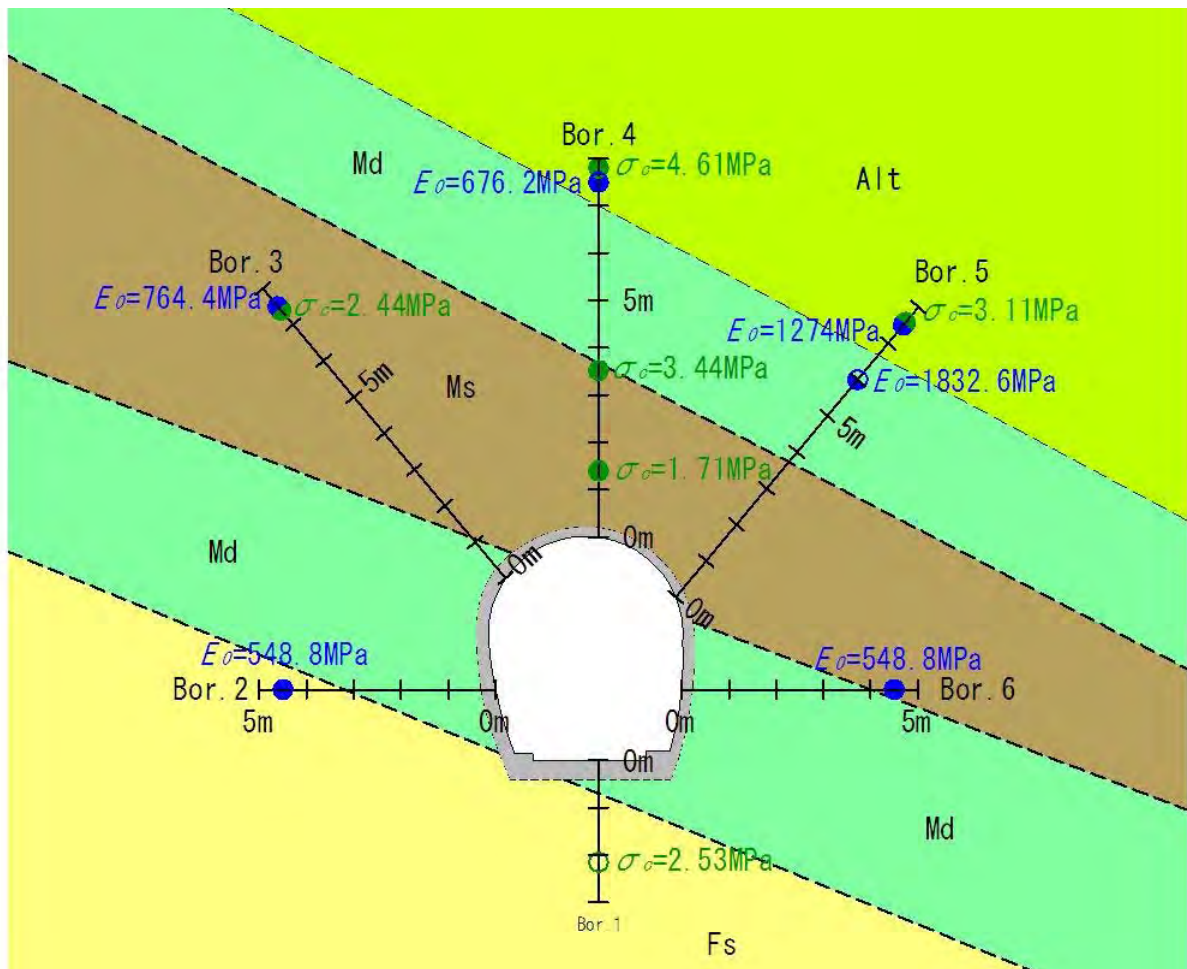 Bor.4
Md
σc=4.61MPa
E0=676.2MPa
Alt
Bor.3
Bor.5
E0=764.4MPa
σc=2.44MPa
5m
σc=3.11MPa
E0=1274MPa
5m
Ms
σc=3.44MPa
E0=1832.6MPa
5m
σc=1.71MPa
Md
0m
0m
0m
E0=548.8MPa
E0=548.8MPa
Bor.2
Bor.6
5m
0m
0m
5m
0m
Md
σc=2.53MPa
Bor.1
Fs